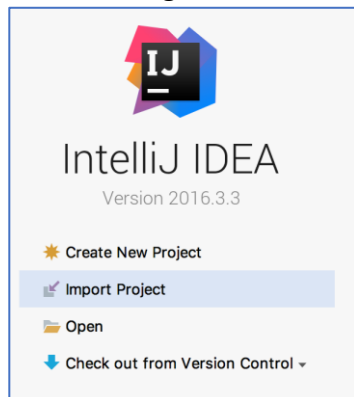 IJ
IntelliJ IDEA
Version 2016.3.3
Create New Project
Import Project
Open
Check out from Version Control